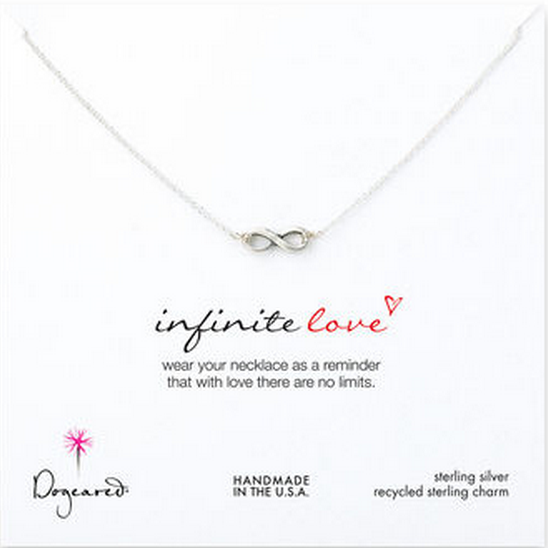 infinite love
wear your necklace as a reminder
that with love there are no limits.
Dogeared
HANDMADE
IN THE U.S.A.
sterling silver
recycled sterling charm